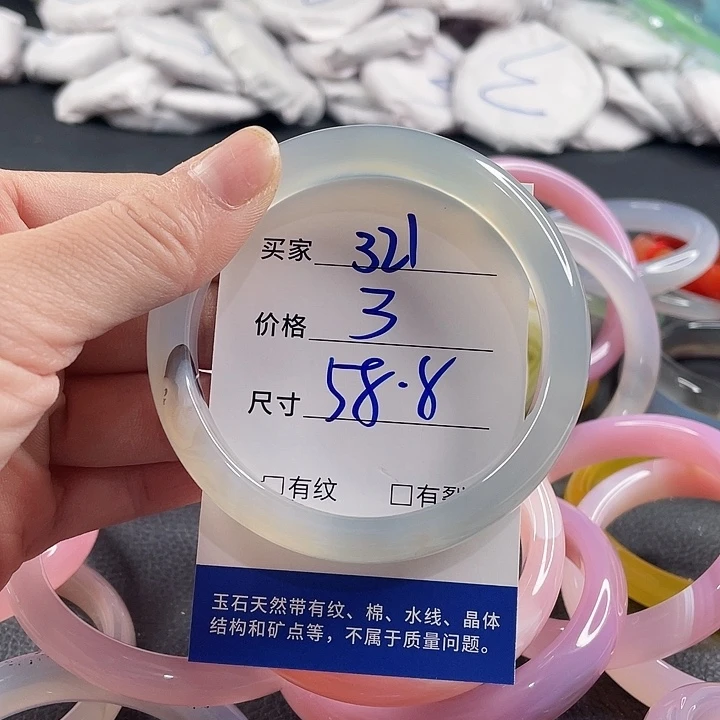 买家 321
价格 3
尺寸 58.8
□有纹 □有裂
玉石天然带有纹、棉、水线、晶体
结构和矿点等，不属于质量问题。